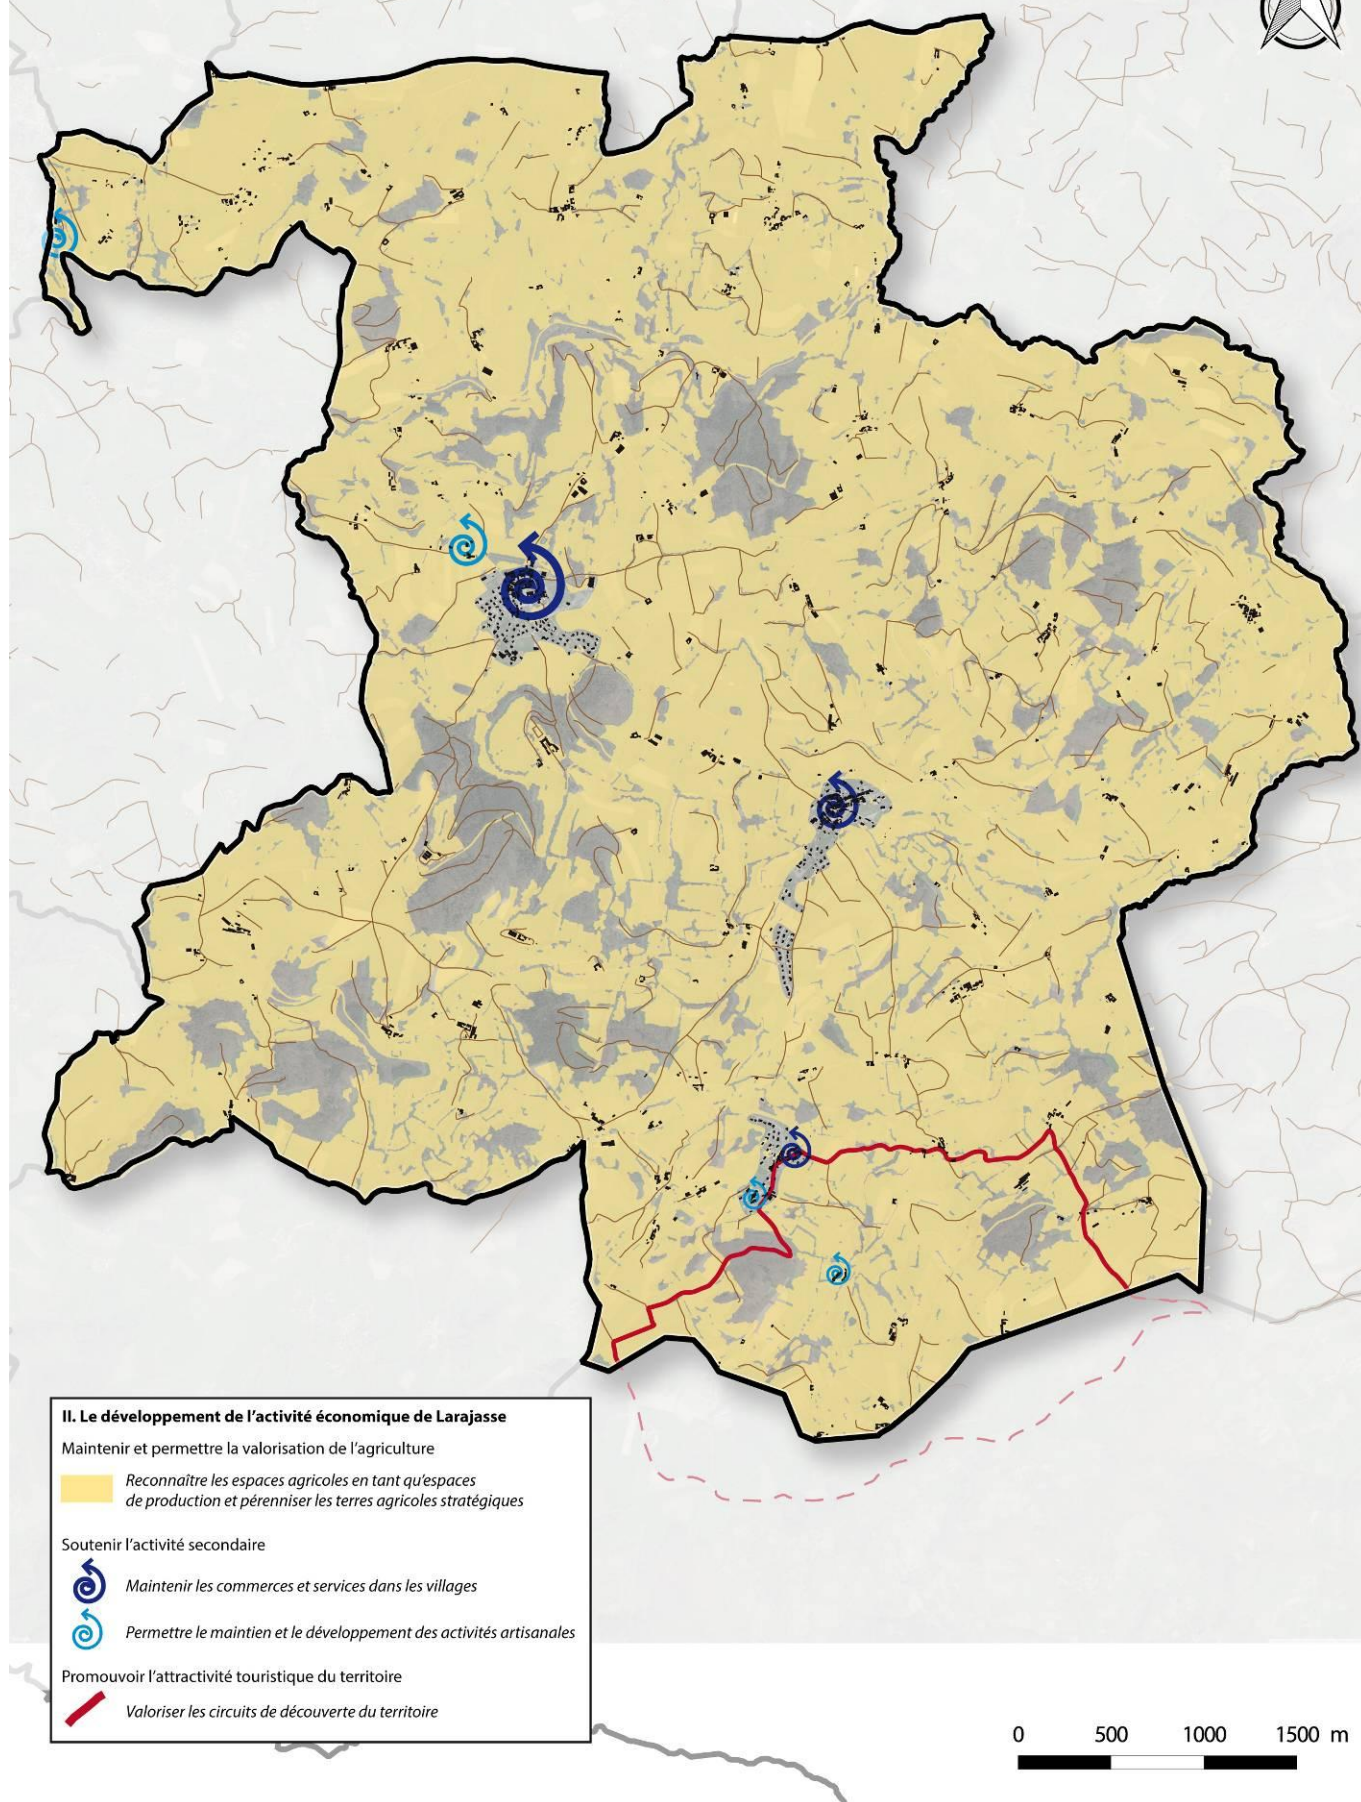 II. Le développement de l'activité économique de Larajasse
Maintenir et permettre la valorisation de l'agriculture
Reconnaître les espaces agricoles en tant qu'espaces
de production et pérenniser les terres agricoles stratégiques
Soutenir l'activité secondaire
Maintenir les commerces et services dans les villages
Permettre le maintien et le développement des activités artisanales
Promouvoir l'attractivité touristique du territoire
Valoriser les circuits de découverte du territoire
0 500 1000 1500 m